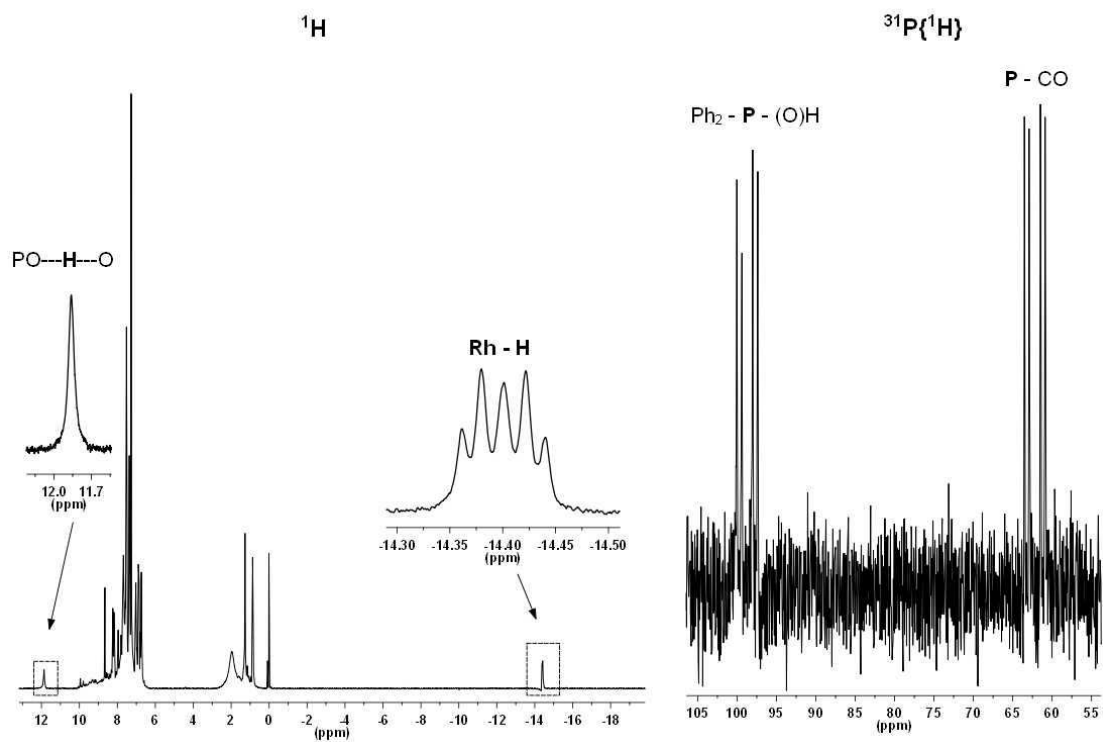 ¹H
³¹P{¹H}
P - CO
Ph₂ - P - (O)H
PO---H---O
Rh - H
12.0 11.7
(ppm)
-14.30 -14.35 -14.40 -14.45 -14.50
(ppm)
12 10 8 6 4 2 0 -2 -4 -6 -8 -10 -12 -14 -16 -18
(ppm)
105 100 95 90 85 80 75 70 65 60 55
(ppm)